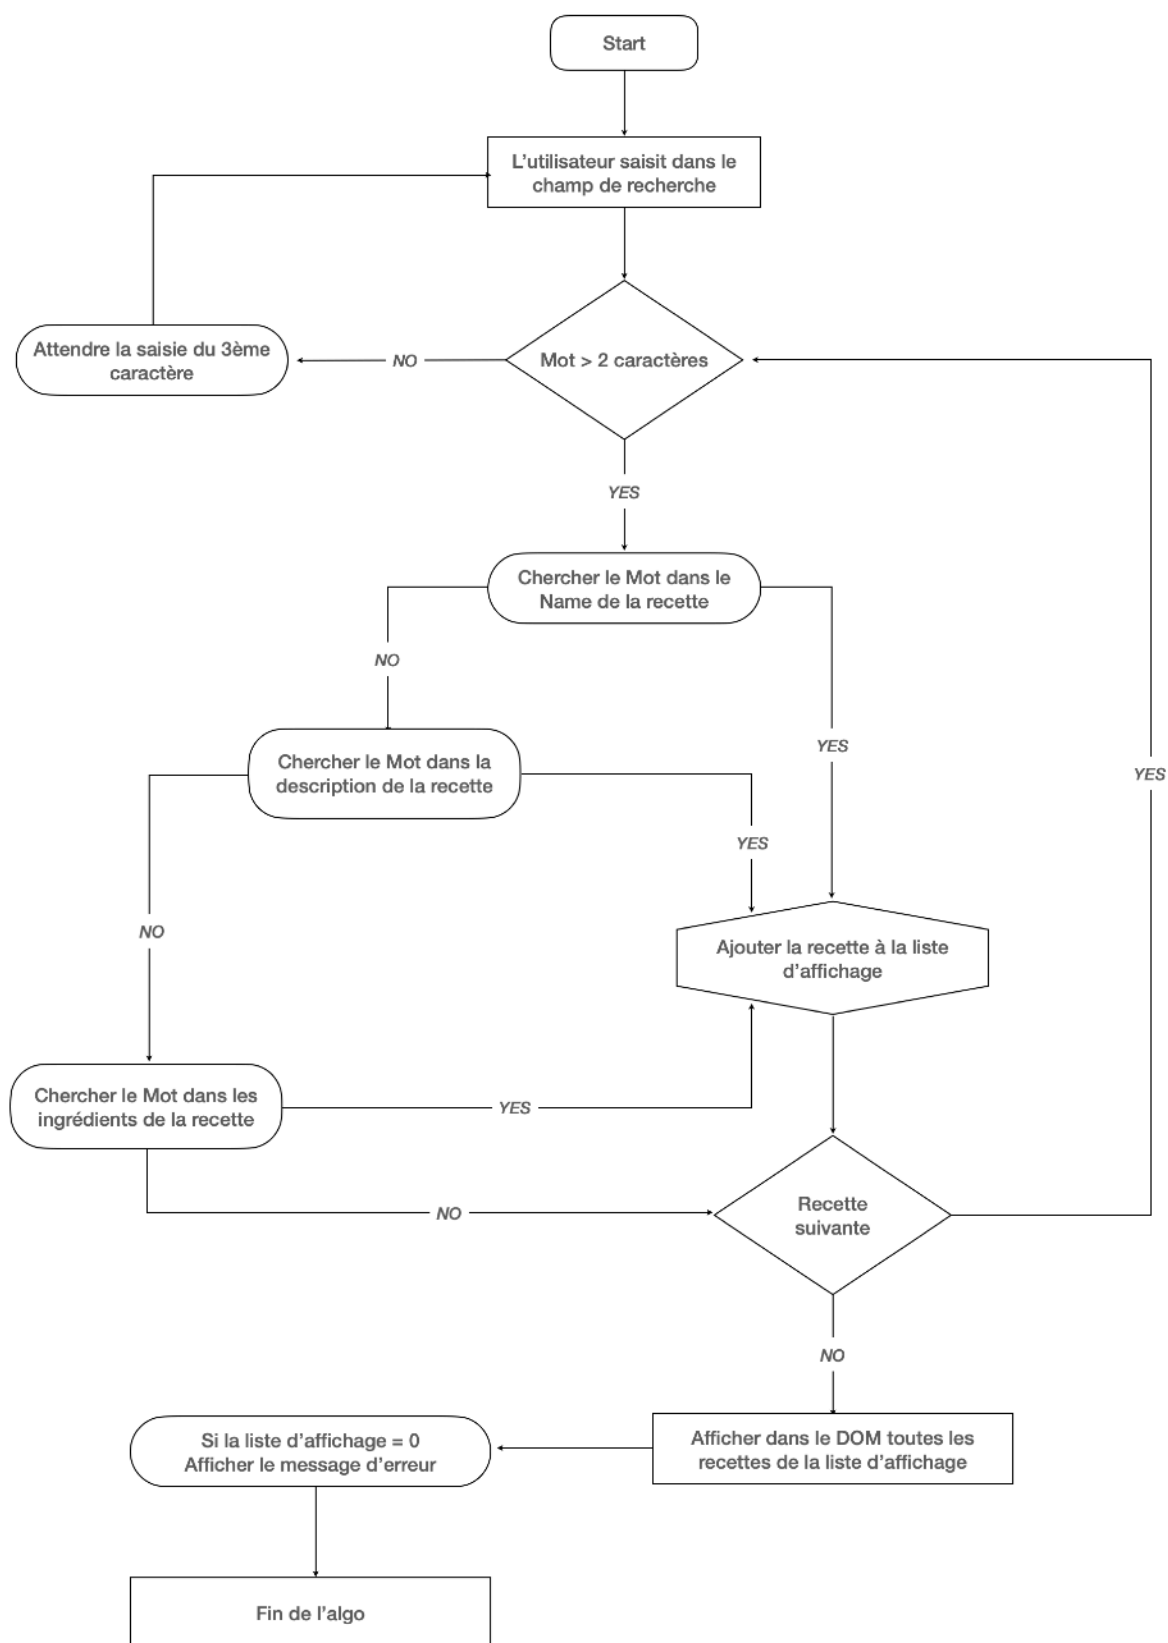 Start
L'utilisateur saisit dans le
champ de recherche
Attendre la saisie du 3ème
caractère
NO
Mot > 2 caractères
YES
Chercher le Mot dans le
Name de la recette
NO
YES
Chercher le Mot dans la
description de la recette
YES
YES
NO
Ajouter la recette à la liste
d'affichage
Chercher le Mot dans les
ingrédients de la recette
YES
NO
Recette
suivante
NO
Si la liste d'affichage = 0
Afficher le message d'erreur
Afficher dans le DOM toutes les
recettes de la liste d'affichage
Fin de l'algo